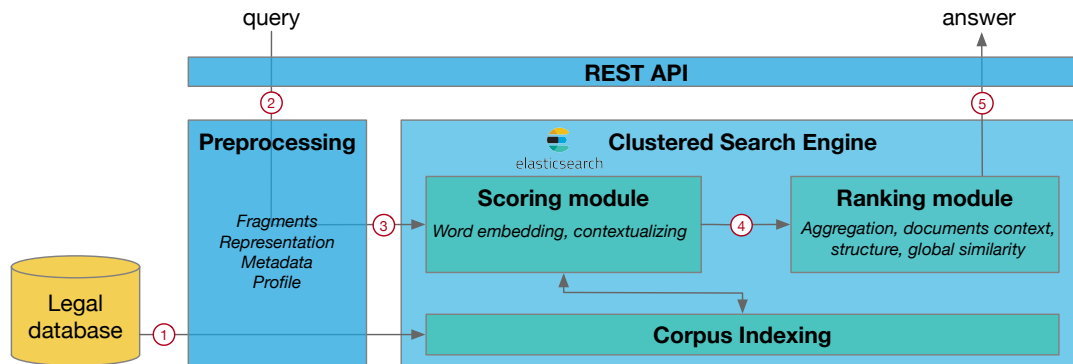 query
answer
REST API
2
5
Preprocessing
elasticsearch
Clustered Search Engine
Scoring module
Ranking module
Fragments
Representation
Metadata
Profile
3
Word embedding, contextualizing
4
Aggregation, documents context,
structure, global similarity
Legal
database
1
Corpus Indexing